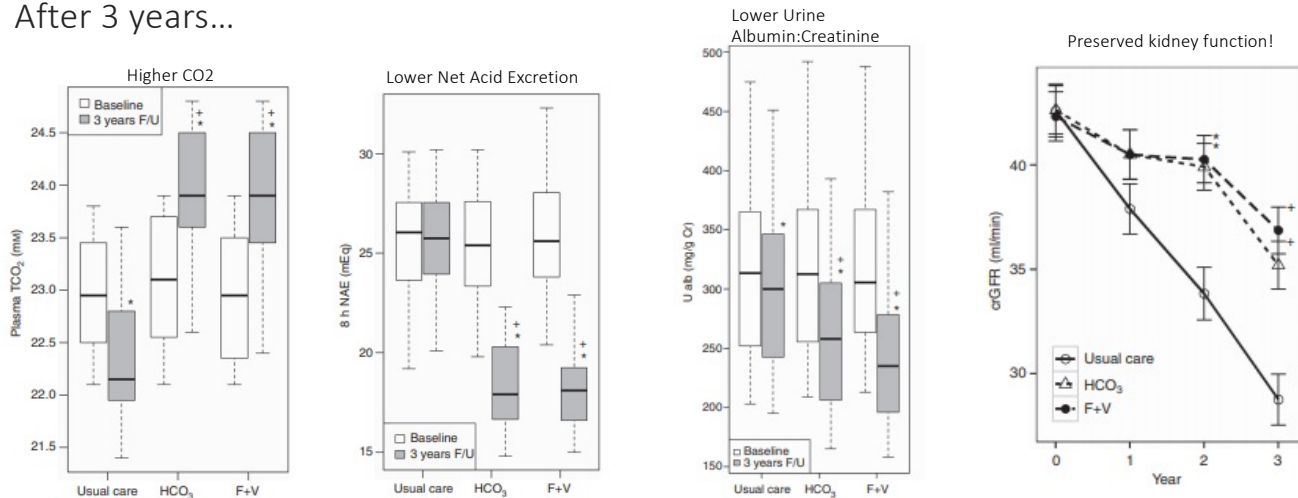 After 3 years...
Higher CO2
Baseline
3 years F/U
Plasma TCO2 (mM)
24.5
24.0
23.5
23.0
22.5
22.0
21.5
+
*
+
*
*
Usual care HCO3 F+V
Lower Net Acid Excretion
8 h NAE (mEq)
30
25
20
15
+
*
+
*
Baseline
3 years F/U
Usual care HCO3 F+V
Lower Urine
Albumin:Creatinine
U alb (mg/g Cr)
500
450
400
350
300
250
200
150
*
+
*
+
*
Baseline
3 years F/U
Usual care HCO3 F+V
Preserved kidney function!
crGFR (ml/min)
40
35
30
*
*
+
+
Usual care
HCO3
F+V
0 1 2 3
Year